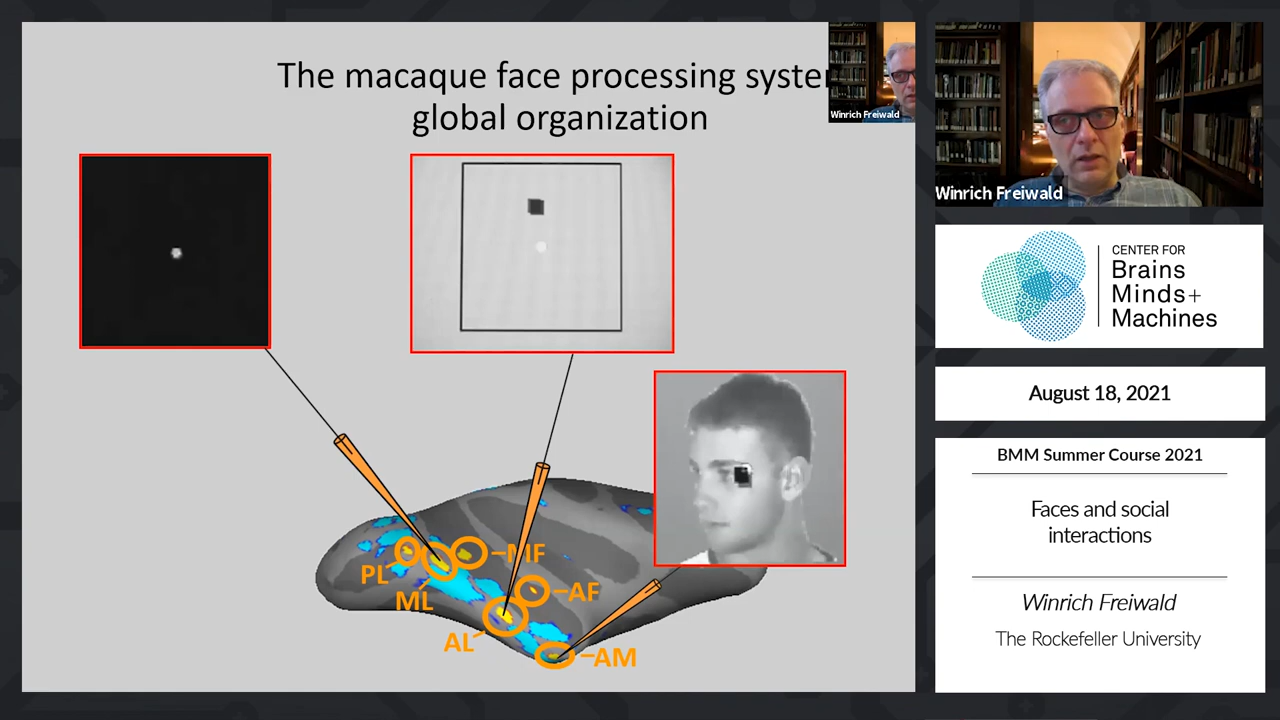 The macaque face processing syste
global organization
Winrich Freiwald
PL
ML
MF
AF
AL
AM
Winrich Freiwald
CENTER FOR
Brains
Minds+
Machines
August 18, 2021
BMM Summer Course 2021
Faces and social
interactions
Winrich Freiwald
The Rockefeller University